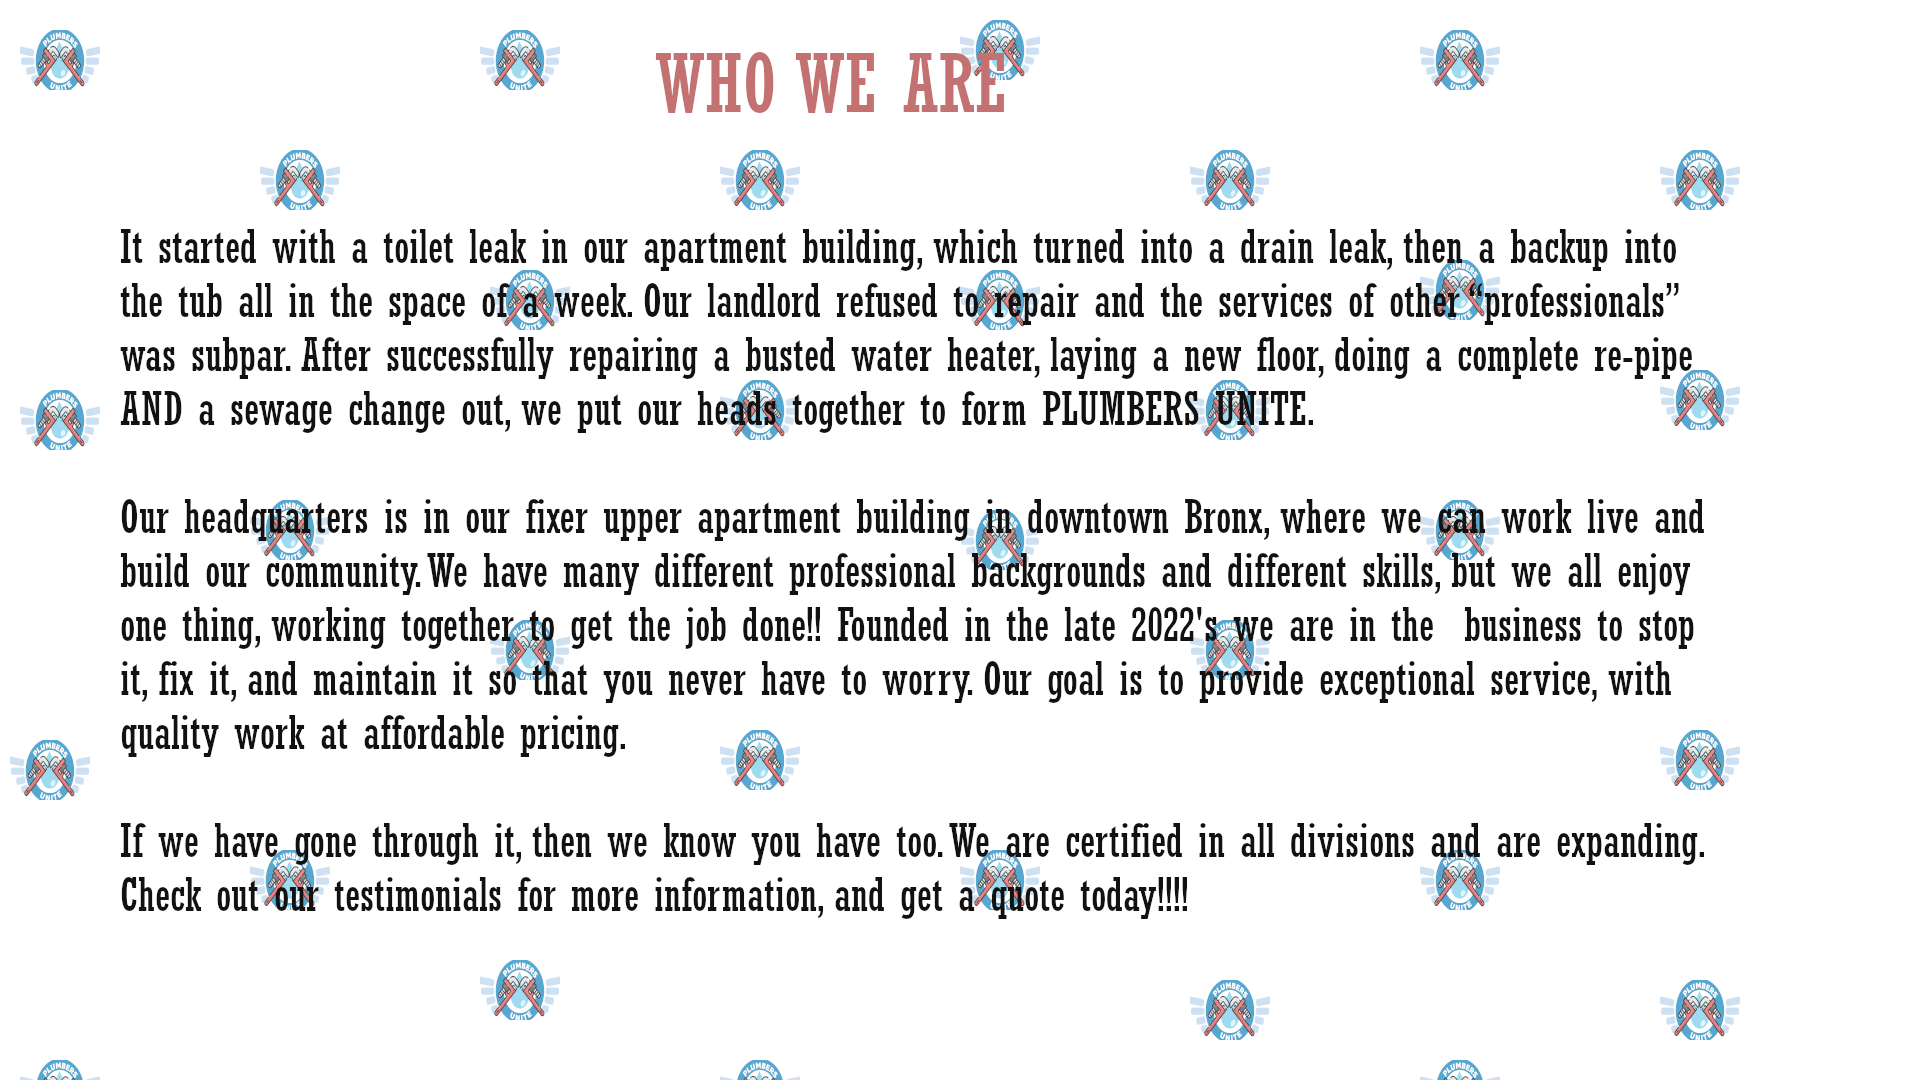 WHO WE ARE
It started with a toilet leak in our apartment building, which turned into a drain leak, then a backup into
the tub all in the space of a week. Our landlord refused to repair and the services of other “professionals”
was subpar. After successfully repairing a busted water heater, laying a new floor, doing a complete re-pipe
AND a sewage change out, we put our heads together to form PLUMBERS UNITE.
Our headquarters is in our fixer upper apartment building in downtown Bronx, where we can work live and
build our community. We have many different professional backgrounds and different skills, but we all enjoy
one thing, working together to get the job done!! Founded in the late 2022's we are in the business to stop
it, fix it, and maintain it so that you never have to worry. Our goal is to provide exceptional service, with
quality work at affordable pricing.
If we have gone through it, then we know you have too. We are certified in all divisions and are expanding.
Check out our testimonials for more information, and get a quote today!!!!
PLUMBERS
UNITE